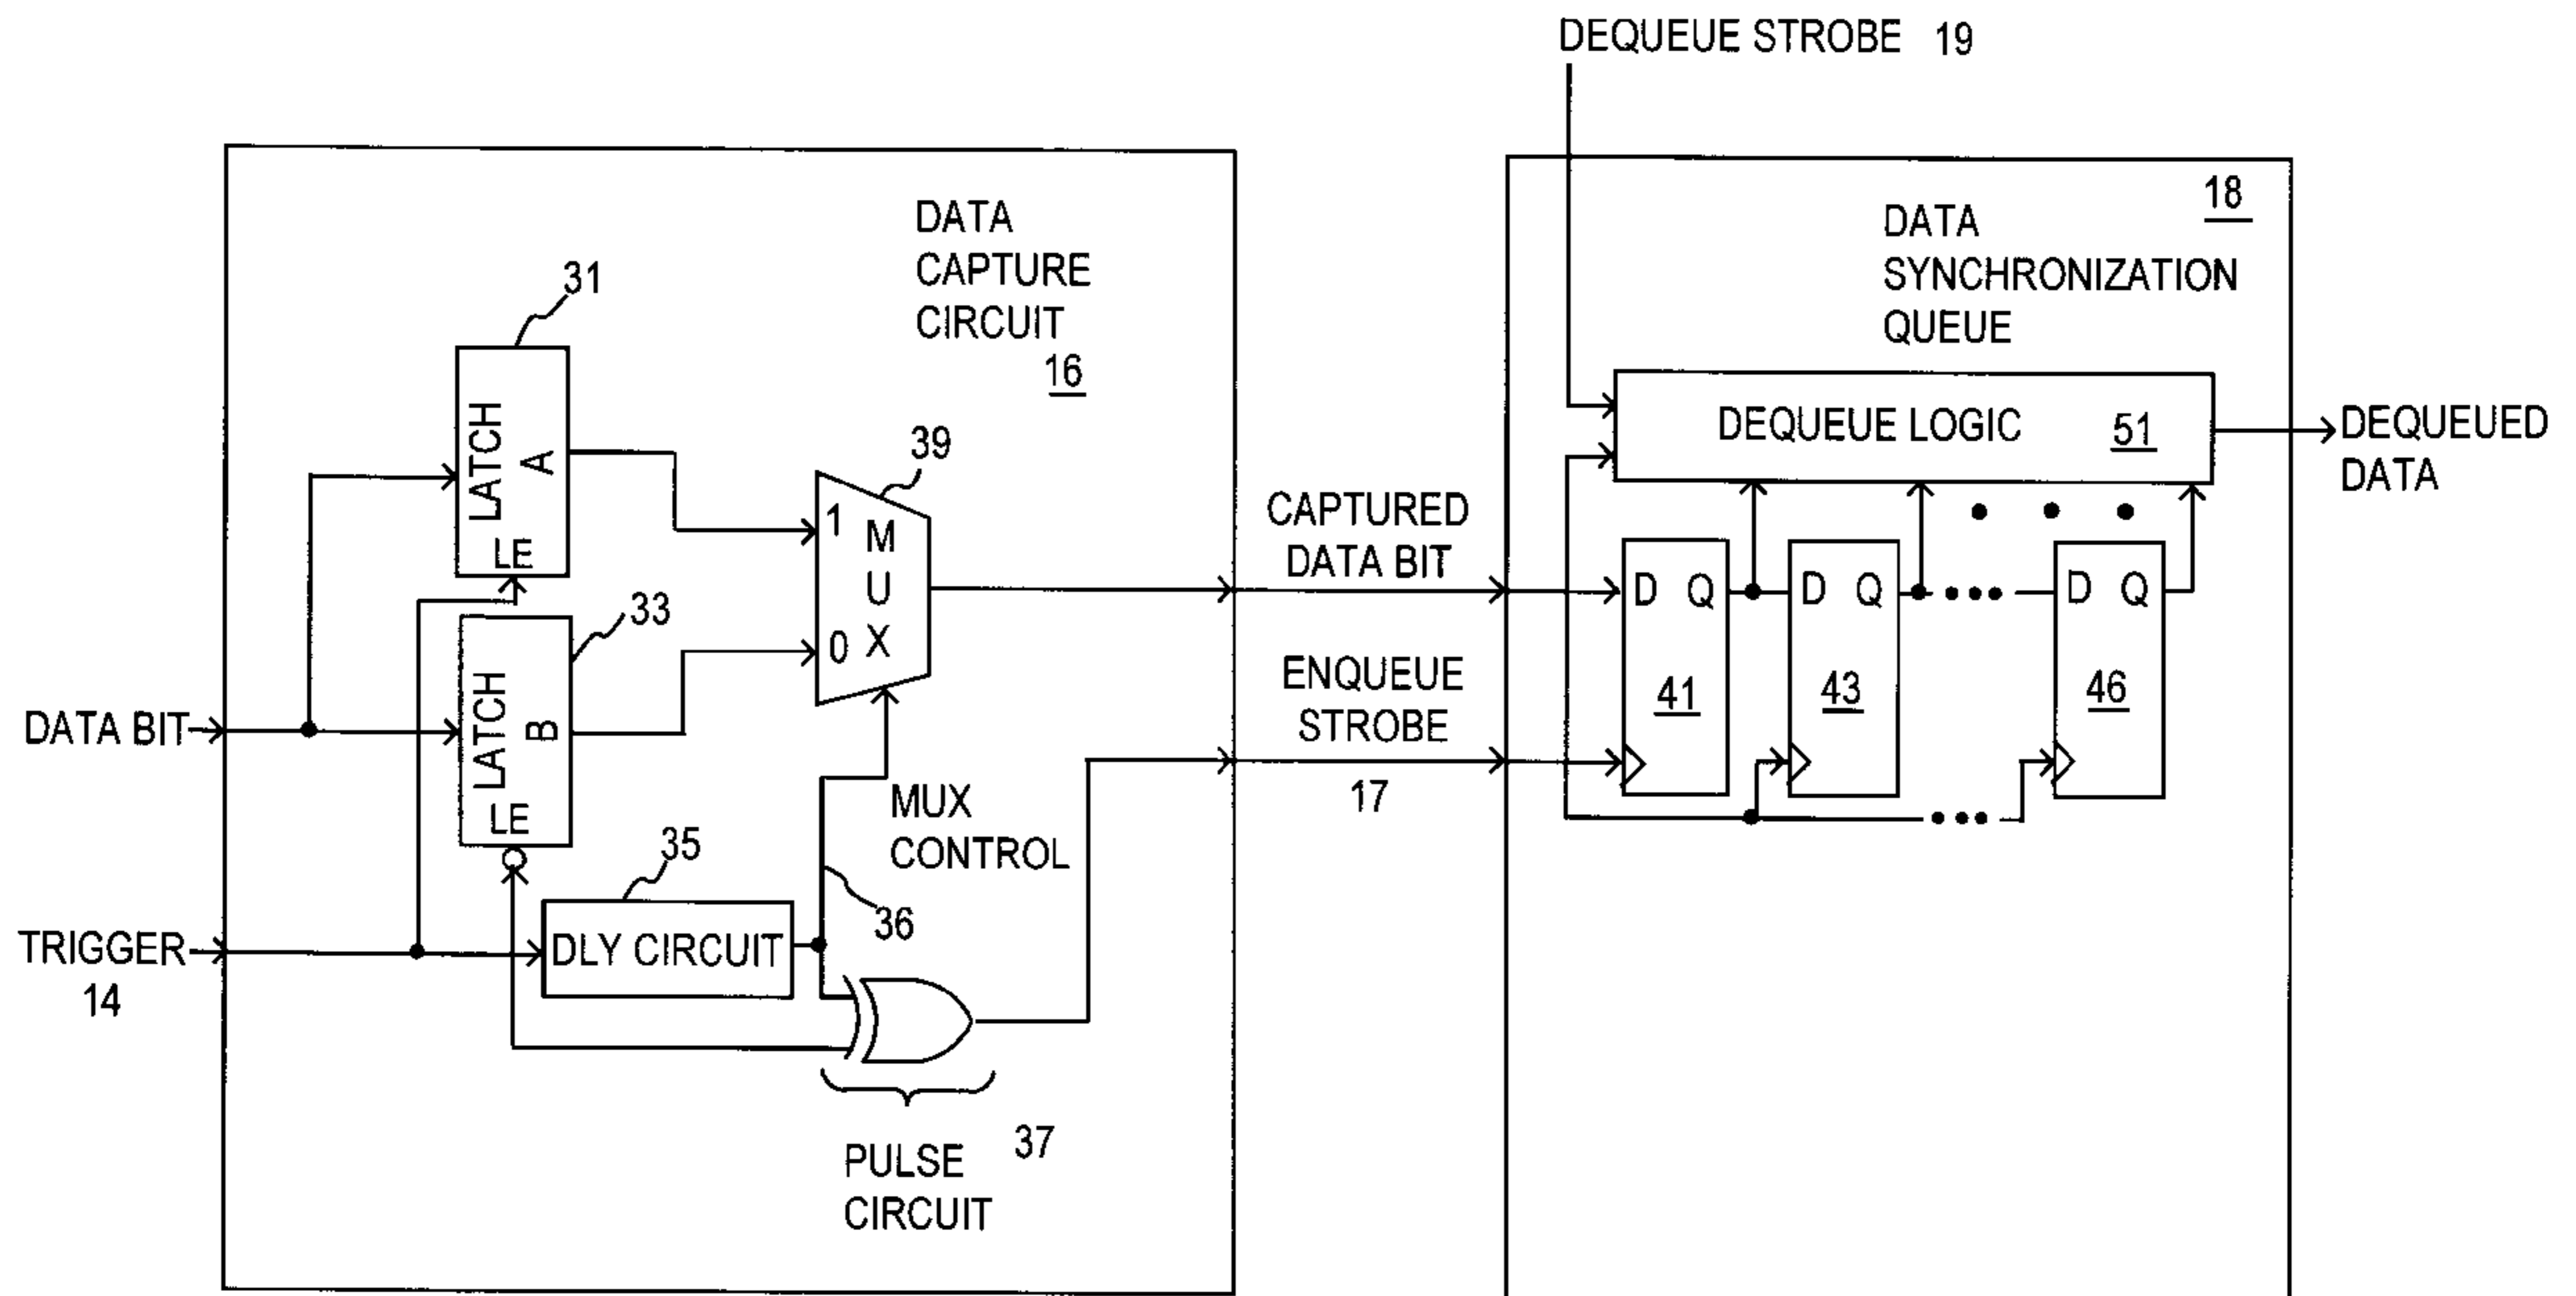 DEQUEUE STROBE 19
DATA
CAPTURE
CIRCUIT
16
31
LATCH
A
LE
33
LATCH
B
LE
39
1
0
M
U
X
DATA BIT
TRIGGER
14
35
DLY CIRCUIT
MUX
CONTROL
36
37
PULSE
CIRCUIT
CAPTURED
DATA BIT
ENQUEUE
STROBE
17
18
DATA
SYNCHRONIZATION
QUEUE
DEQUEUE LOGIC 51
DEQUEUED
DATA
D Q
41
D Q
43
D Q
46